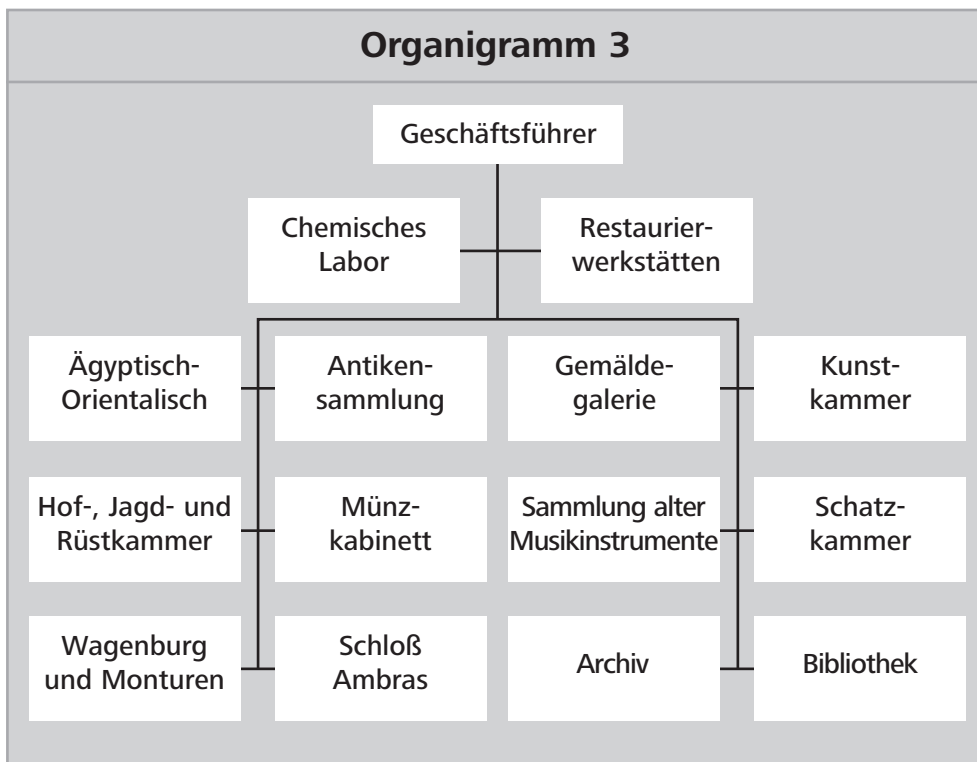 Organigramm 3
Geschäftsführer
Chemisches
Labor
Restaurier-
werkstätten
Ägyptisch-
Orientalisch
Antiken-
sammlung
Gemälde-
galerie
Kunst-
kammer
Hof-, Jagd- und
Rüstkammer
Münz-
kabinett
Sammlung alter
Musikinstrumente
Schatz-
kammer
Wagenburg
und Monturen
Schloß
Ambras
Archiv
Bibliothek